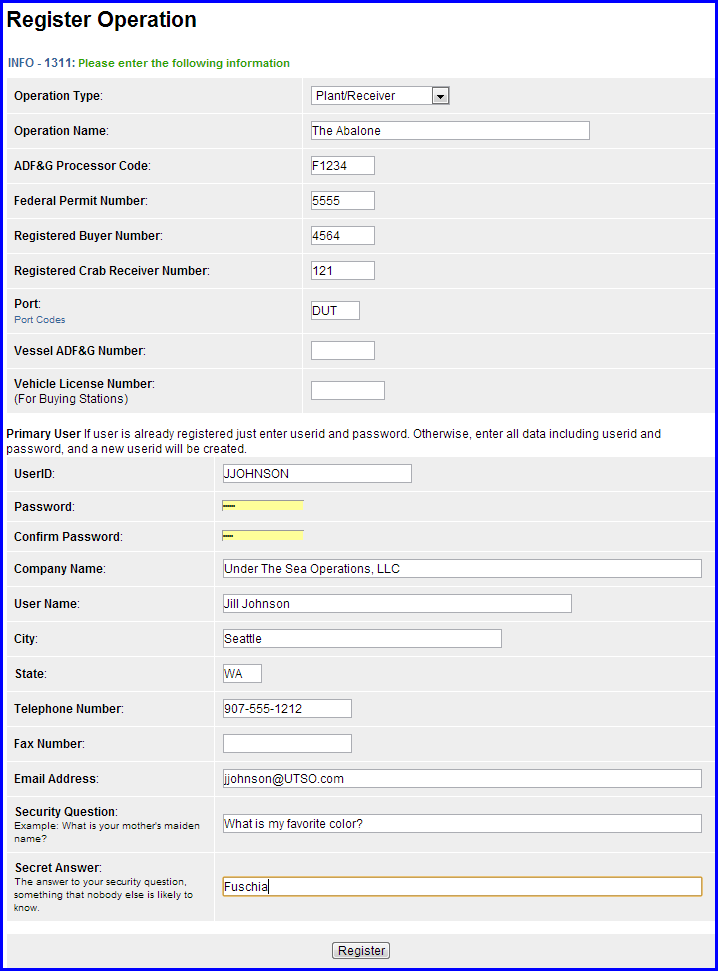 Register Operation
INFO - 1311: Please enter the following information
Operation Type: Plant/Receiver
Operation Name: The Abalone
ADF&G Processor Code: F1234
Federal Permit Number: 5555
Registered Buyer Number: 4564
Registered Crab Receiver Number: 121
Port: DUT
Port Codes
Vessel ADF&G Number:
Vehicle License Number:
(For Buying Stations)
Primary User If user is already registered just enter userid and password. Otherwise, enter all data including userid and
password, and a new userid will be created.
UserID: JJOHNSON
Password:
Confirm Password:
Company Name: Under The Sea Operations, LLC
User Name: Jill Johnson
City: Seattle
State: WA
Telephone Number: 907-555-1212
Fax Number:
Email Address: jjohnson@UTSO.com
Security Question: What is my favorite color?
Example: What is your mother's maiden
name?
Secret Answer: Fuschia
The answer to your security question,
something that nobody else is likely to
know.
Register